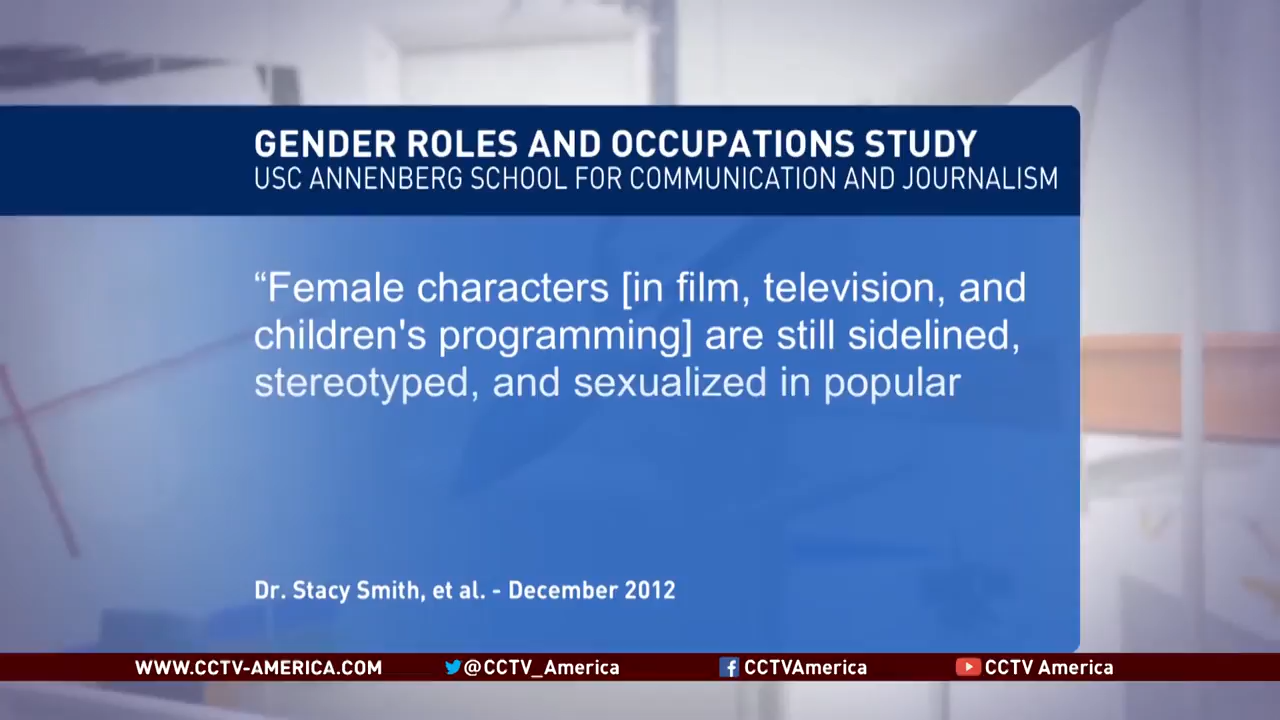 GENDER ROLES AND OCCUPATIONS STUDY
USC ANNENBERG SCHOOL FOR COMMUNICATION AND JOURNALISM
“Female characters [in film, television, and
children's programming] are still sidelined,
stereotyped, and sexualized in popular
Dr. Stacy Smith, et al. - December 2012
WWW.CCTV-AMERICA.COM @CCTV_America CCTVAmerica CCTV America